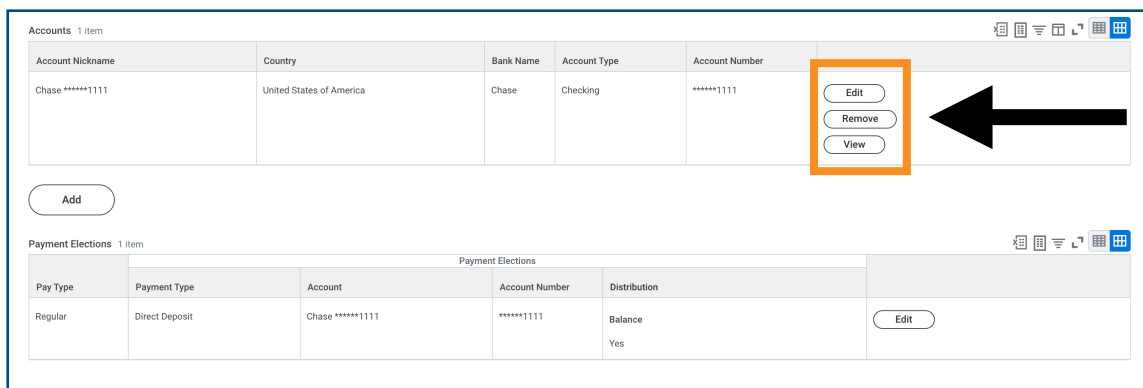 Accounts 1 item
Account Nickname Country Bank Name Account Type Account Number
Chase ******1111 United States of America Chase Checking ******1111 Edit
Remove
View
Add
Payment Elections 1 item
Payment Elections
Pay Type Payment Type Account Account Number Distribution
Regular Direct Deposit Chase ******1111 ******1111 Balance Edit
Yes